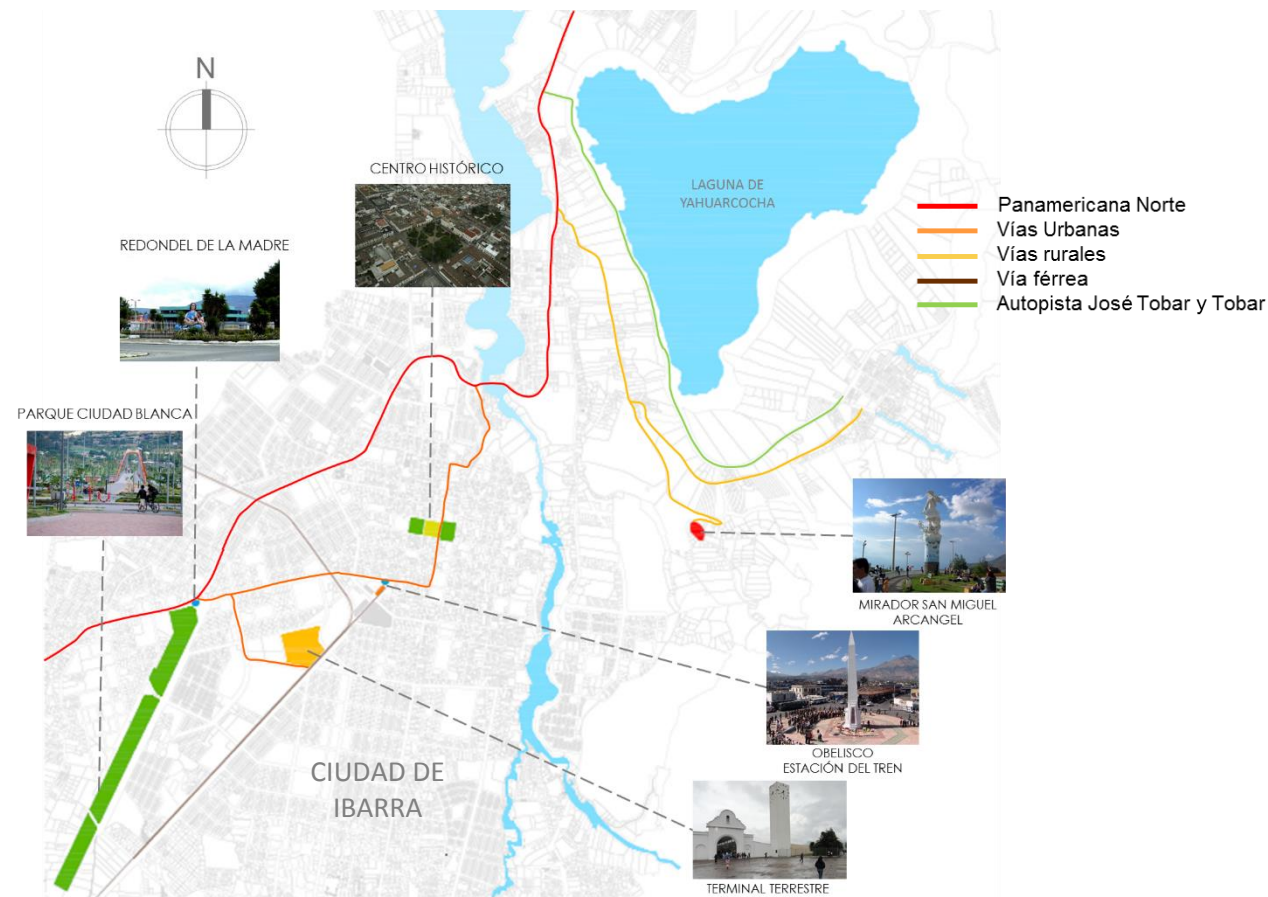 N
CENTRO HISTÓRICO
LAGUNA DE
YAHUARCOCHA
Panamericana Norte
Vías Urbanas
Vías rurales
Vía férrea
Autopista José Tobar y Tobar
REDONDEL DE LA MADRE
PARQUE CIUDAD BLANCA
MIRADOR SAN MIGUEL
ARCANGEL
OBELISCO
ESTACIÓN DEL TREN
CIUDAD DE
IBARRA
TERMINAL TERRESTRE